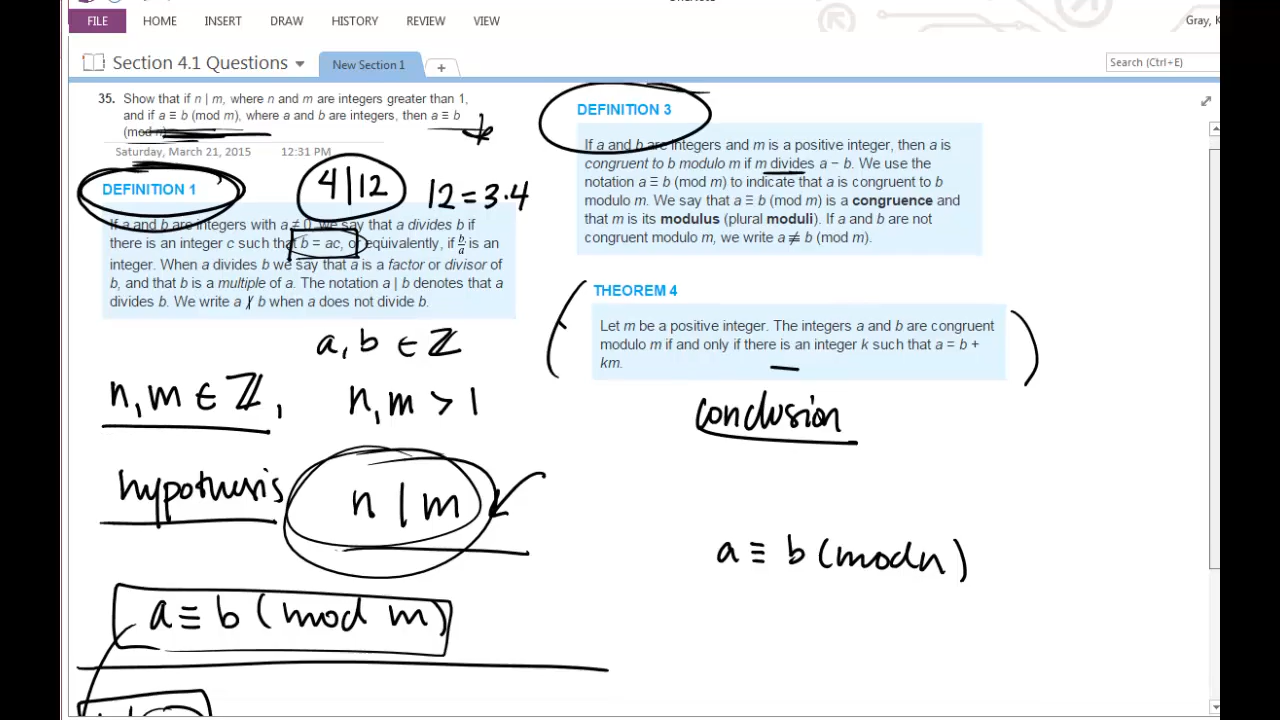 FILE HOME INSERT DRAW HISTORY REVIEW VIEW
Gray, K
Section 4.1 Questions New Section 1 +
Search (Ctrl+E)
35. Show that if n | m, where n and m are integers greater than 1,
and if a ≡ b (mod m), where a and b are integers, then a ≡ b
(mod n).
Saturday, March 21, 2015 12:31 PM
DEFINITION 1
4|12
12 = 3·4
If a and b are integers with a ≠ 0, we say that a divides b if
there is an integer c such that b = ac, or equivalently, if b/a is an
integer. When a divides b we say that a is a factor or divisor of
b, and that b is a multiple of a. The notation a | b denotes that a
divides b. We write a ∤ b when a does not divide b.
a, b ∈ ℤ
n, m ∈ ℤ, n, m > 1
hypothesis n | m
a ≡ b (mod m)
DEFINITION 3
If a and b are integers and m is a positive integer, then a is
congruent to b modulo m if m divides a − b. We use the
notation a ≡ b (mod m) to indicate that a is congruent to b
modulo m. We say that a ≡ b (mod m) is a congruence and
that m is its modulus (plural moduli). If a and b are not
congruent modulo m, we write a ≢ b (mod m).
THEOREM 4
Let m be a positive integer. The integers a and b are congruent
modulo m if and only if there is an integer k such that a = b +
km.
conclusion
a ≡ b (mod n)